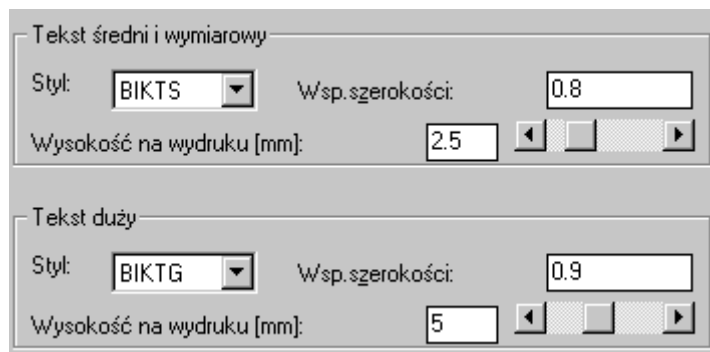 Tekst średni i wymiarowy
Styl: BIKTS Wsp.szerokości: 0.8
Wysokość na wydruku [mm]: 2.5
Tekst duży
Styl: BIKTG Wsp.szerokości: 0.9
Wysokość na wydruku [mm]: 5